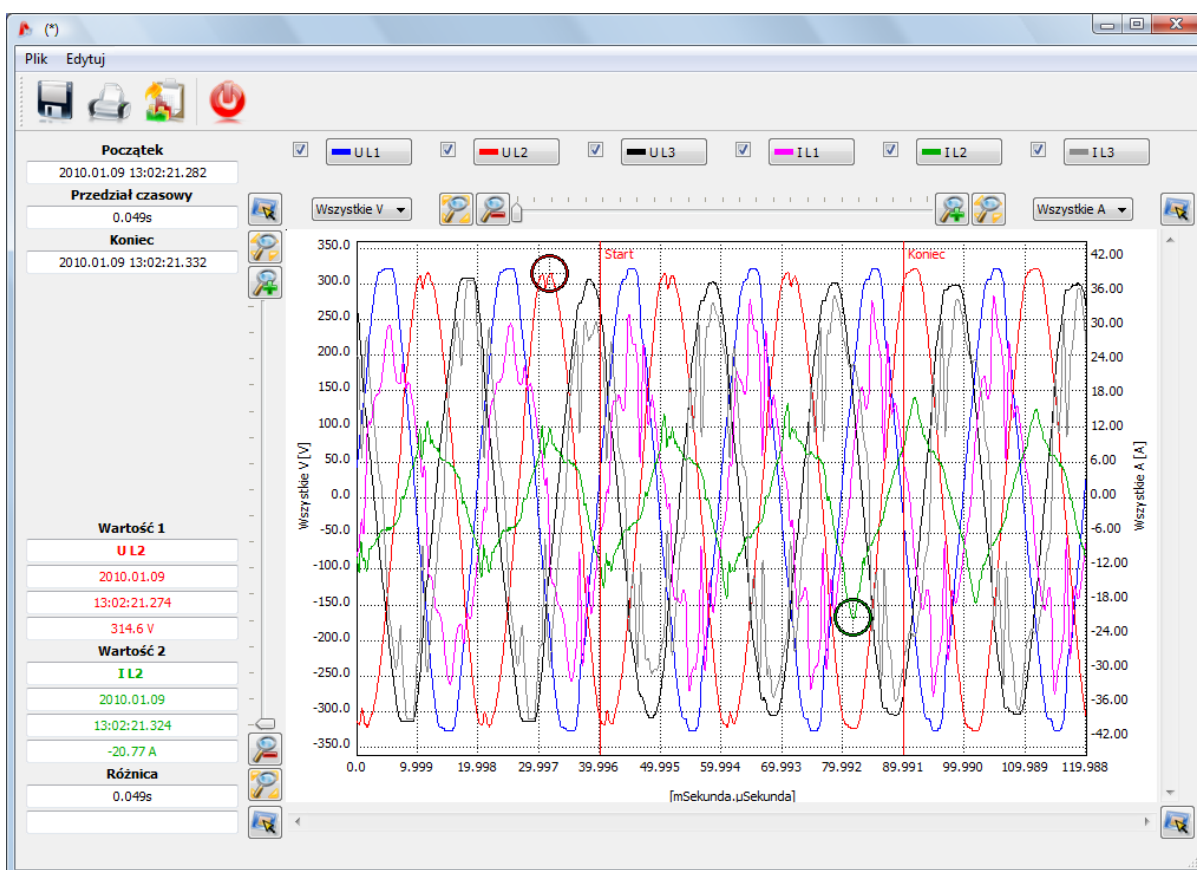 (*)
Plik Edytuj
Początek
2010.01.09 13:02:21.282
Przedział czasowy
0.049s
Koniec
2010.01.09 13:02:21.332
U L1 U L2 U L3 I L1 I L2 I L3
Wszystkie V Wszystkie A
Wartość 1
U L2
2010.01.09
13:02:21.274
314.6 V
Wartość 2
I L2
2010.01.09
13:02:21.324
-20.77 A
Różnica
0.049s
Start
Koniec
Wszystkie V [V]
350.0
300.0
250.0
200.0
150.0
100.0
50.0
0.0
-50.0
-100.0
-150.0
-200.0
-250.0
-300.0
-350.0
42.00
36.00
30.00
24.00
18.00
12.00
6.00
0.00
-6.00
-12.00
-18.00
-24.00
-30.00
-36.00
-42.00
Wszystkie A [A]
0.0 9.999 19.998 29.997 39.996 49.995 59.994 69.993 79.992 89.991 99.990 109.989 119.988
[mSekunda.µSekunda]